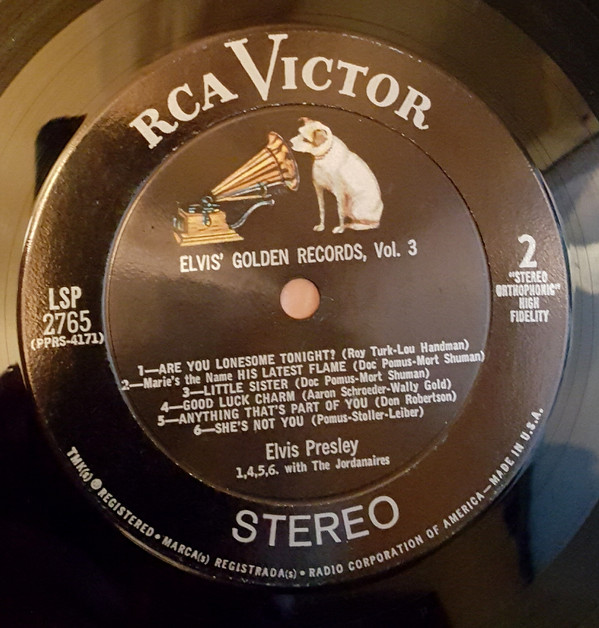 RCA VICTOR
ELVIS' GOLDEN RECORDS, Vol. 3
LSP
2765
(PPRS-4171)
2
"STEREO
ORTHOPHONIC"
HIGH
FIDELITY
1—ARE YOU LONESOME TONIGHT? (Roy Turk-Lou Handman)
2—Marie's the Name HIS LATEST FLAME (Doc Pomus-Mort Shuman)
3—LITTLE SISTER (Doc Pomus-Mort Shuman)
4—GOOD LUCK CHARM (Aaron Schroeder-Wally Gold)
5—ANYTHING THAT'S PART OF YOU (Don Robertson)
6—SHE'S NOT YOU (Pomus-Stoller-Leiber)
Elvis Presley
1,4,5,6. with The Jordanaires
STEREO
TMK(s) ® REGISTERED • MARCA(s) REGISTRADA(s) • RADIO CORPORATION OF AMERICA—MADE IN U.S.A.